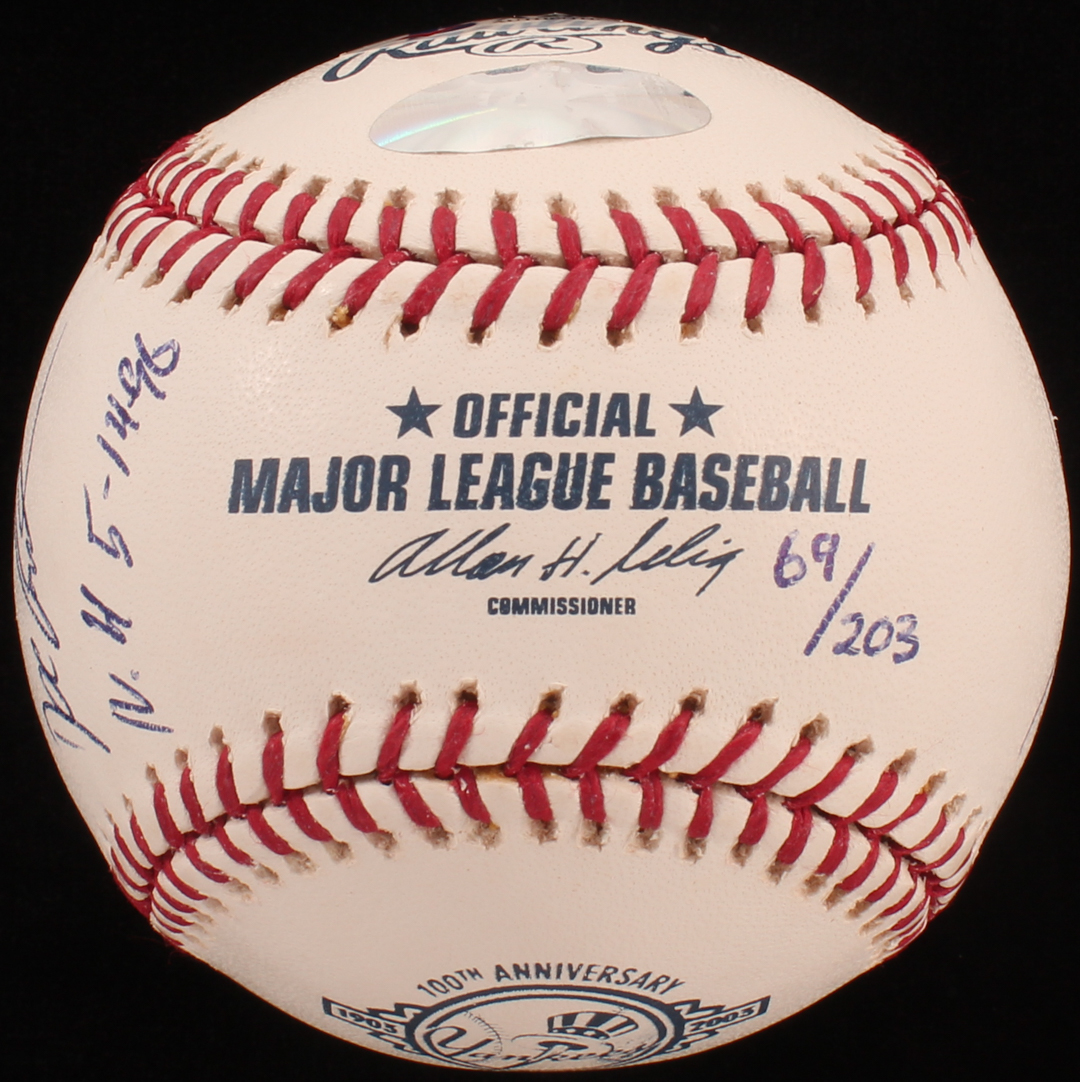 Rawlings
R
★ OFFICIAL ★
MAJOR LEAGUE BASEBALL
Allan H. Selig
COMMISSIONER
69/203
N.H 5-14-96
100TH ANNIVERSARY
1903 2003
Yankees